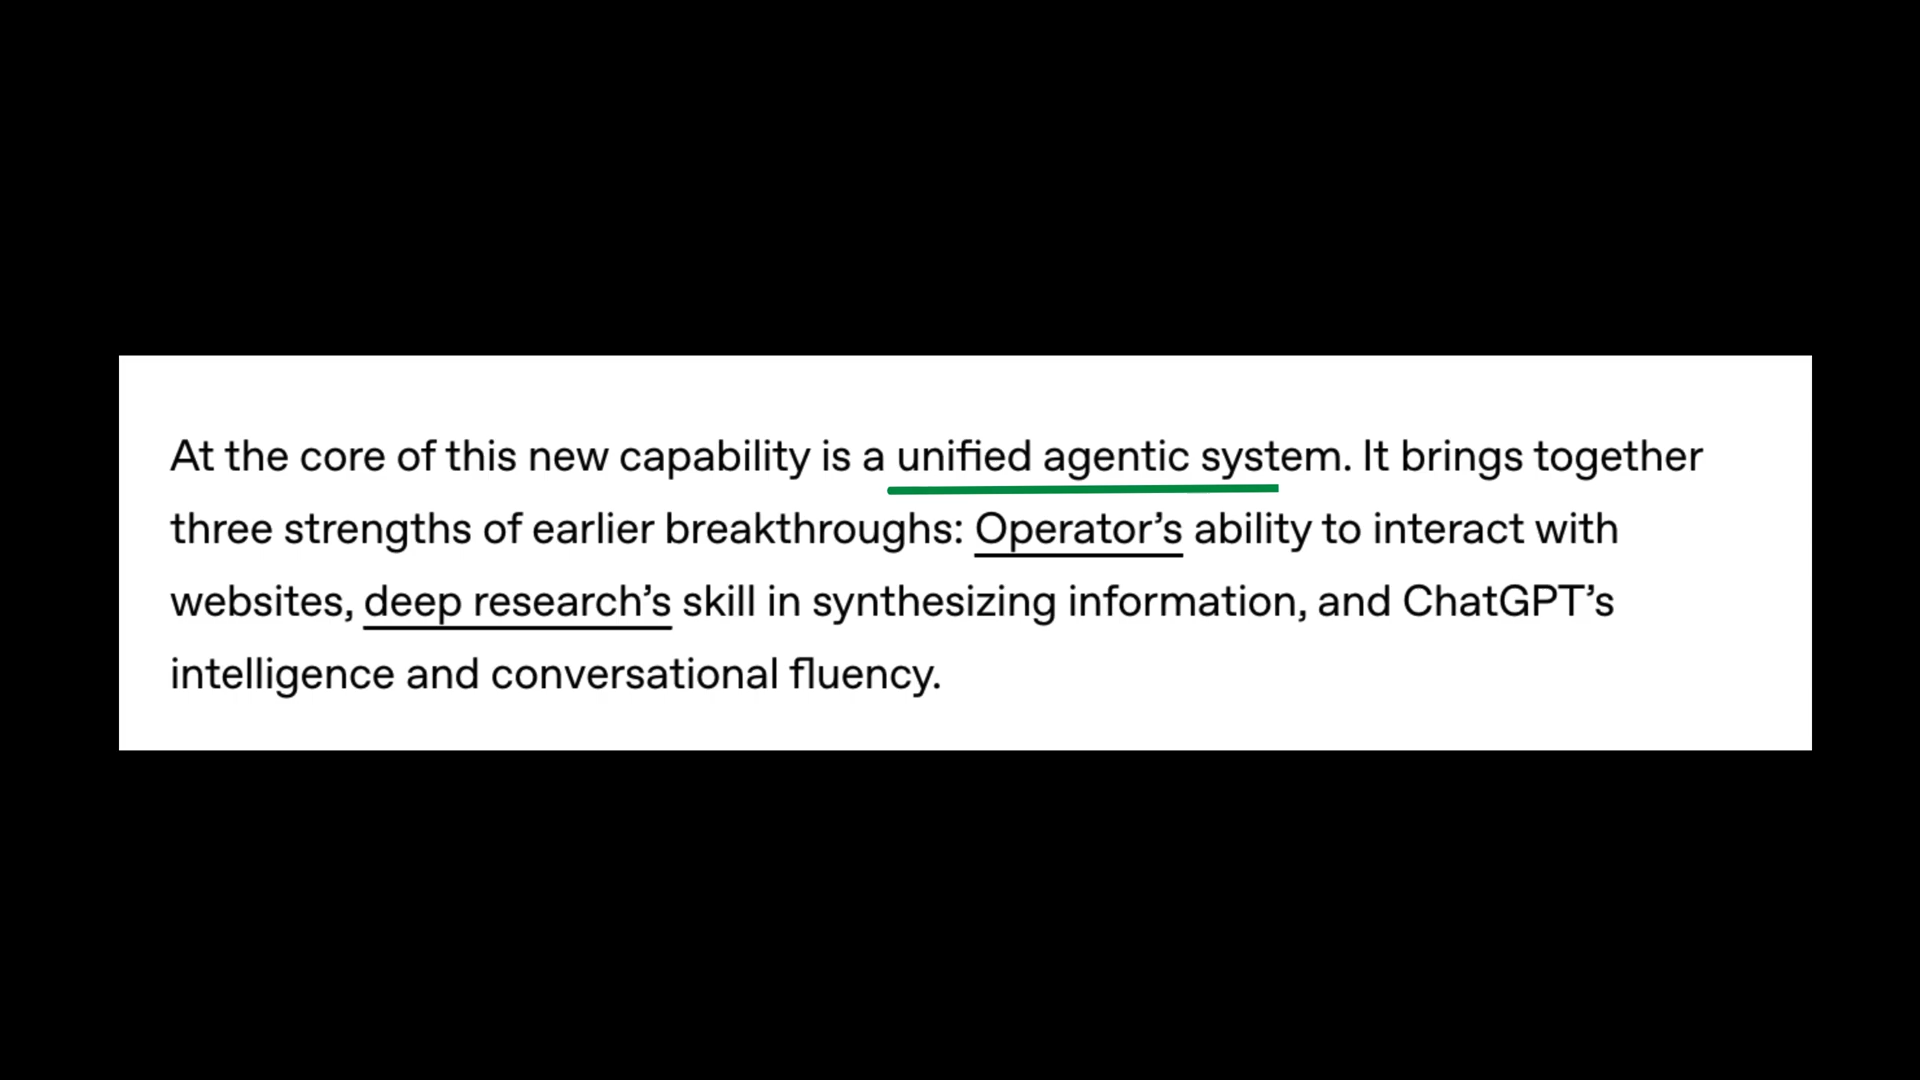 At the core of this new capability is a unified agentic system. It brings together
three strengths of earlier breakthroughs: Operator’s ability to interact with
websites, deep research’s skill in synthesizing information, and ChatGPT’s
intelligence and conversational fluency.